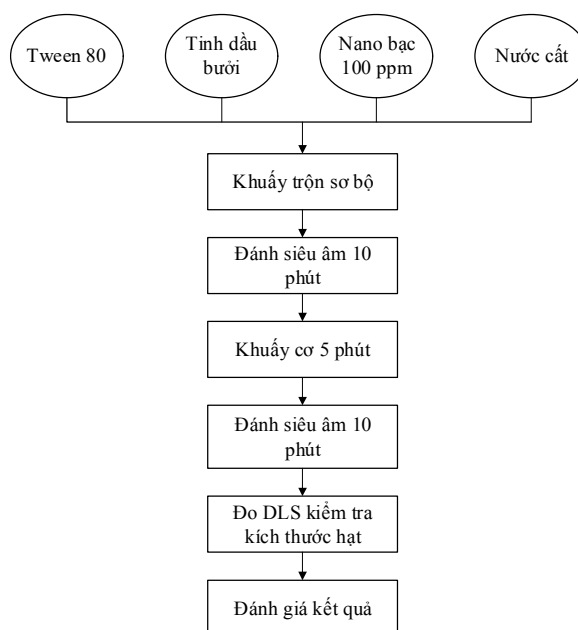 Tween 80
Tinh dầu
bưởi
Nano bạc
100 ppm
Nước cất
Khuấy trộn sơ bộ
Đánh siêu âm 10
phút
Khuấy cơ 5 phút
Đánh siêu âm 10
phút
Đo DLS kiểm tra
kích thước hạt
Đánh giá kết quả